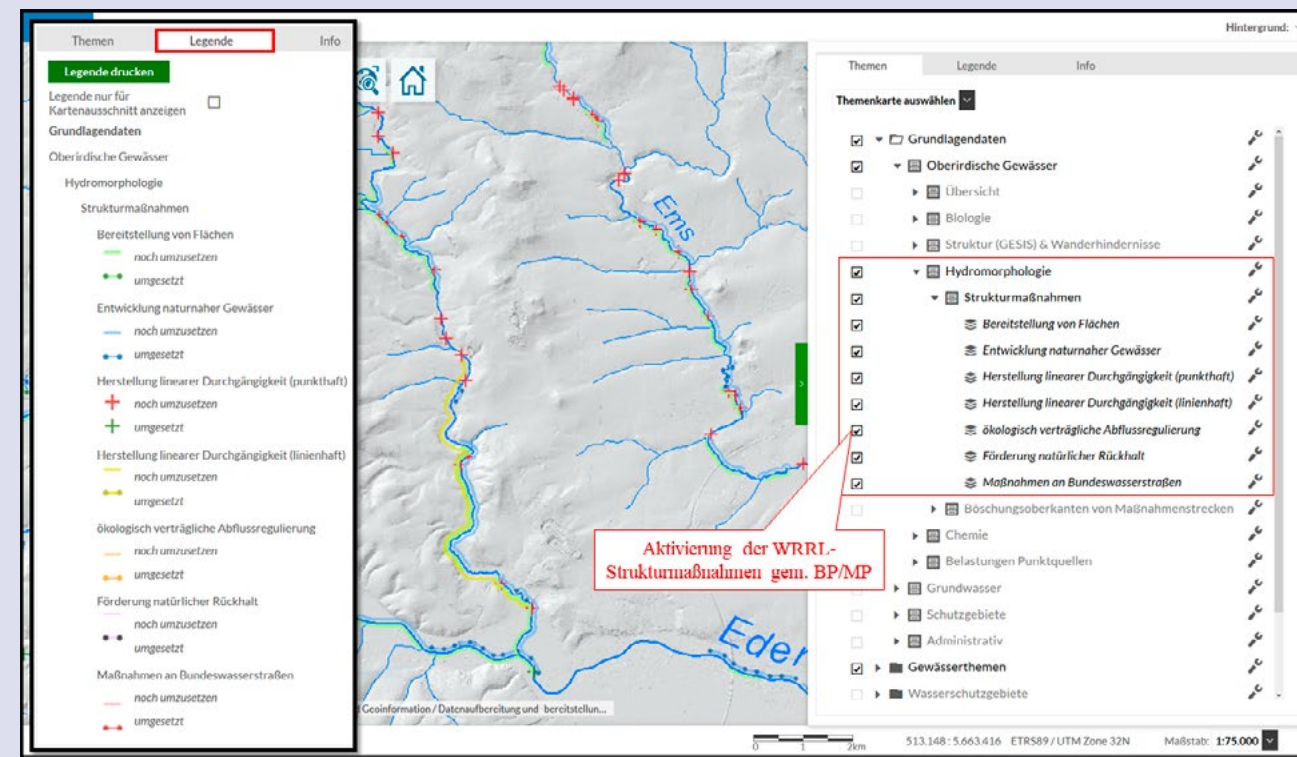 Themen Legende Info
Legende drucken
Legende nur für
Kartenausschnitt anzeigen
Grundlagendaten
Oberirdische Gewässer
Hydromorphologie
Strukturmaßnahmen
Bereitstellung von Flächen
noch umzusetzen
umgesetzt
Entwicklung naturnaher Gewässer
noch umzusetzen
umgesetzt
Herstellung linearer Durchgängigkeit (punkthaft)
noch umzusetzen
umgesetzt
Herstellung linearer Durchgängigkeit (linienhaft)
noch umzusetzen
umgesetzt
ökologisch verträgliche Abflussregulierung
noch umzusetzen
umgesetzt
Förderung natürlicher Rückhalt
noch umzusetzen
umgesetzt
Maßnahmen an Bundeswasserstraßen
noch umzusetzen
umgesetzt
Ems
Eder
Aktivierung der WRRL-
Strukturmaßnahmen gem. BP/MP
Geoinformation / Datenaufbereitung und bereitstellun...
Hintergrund:
Themen Legende Info
Themenkarte auswählen
Grundlagendaten
Oberirdische Gewässer
Übersicht
Biologie
Struktur (GESIS) & Wanderhindernisse
Hydromorphologie
Strukturmaßnahmen
Bereitstellung von Flächen
Entwicklung naturnaher Gewässer
Herstellung linearer Durchgängigkeit (punkthaft)
Herstellung linearer Durchgängigkeit (linienhaft)
ökologisch verträgliche Abflussregulierung
Förderung natürlicher Rückhalt
Maßnahmen an Bundeswasserstraßen
Böschungsoberkanten von Maßnahmenstrecken
Chemie
Belastungen Punktquellen
Grundwasser
Schutzgebiete
Administrativ
Gewässerthemen
Wasserschutzgebiete
0 1 2km 513.148 : 5.663.416 ETRS89 / UTM Zone 32N Maßstab: 1:75.000